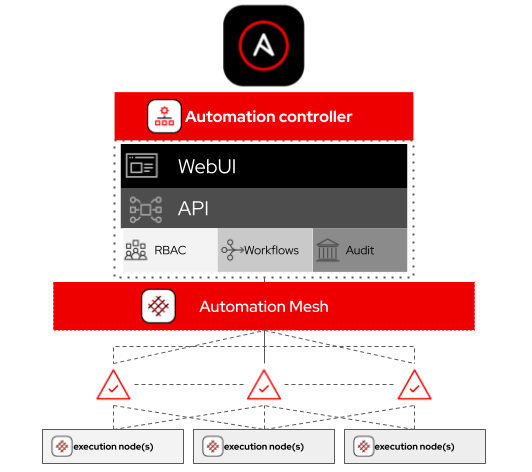 Automation controller
WebUI
API
RBAC
Workflows
Audit
Automation Mesh
execution node(s)
execution node(s)
execution node(s)